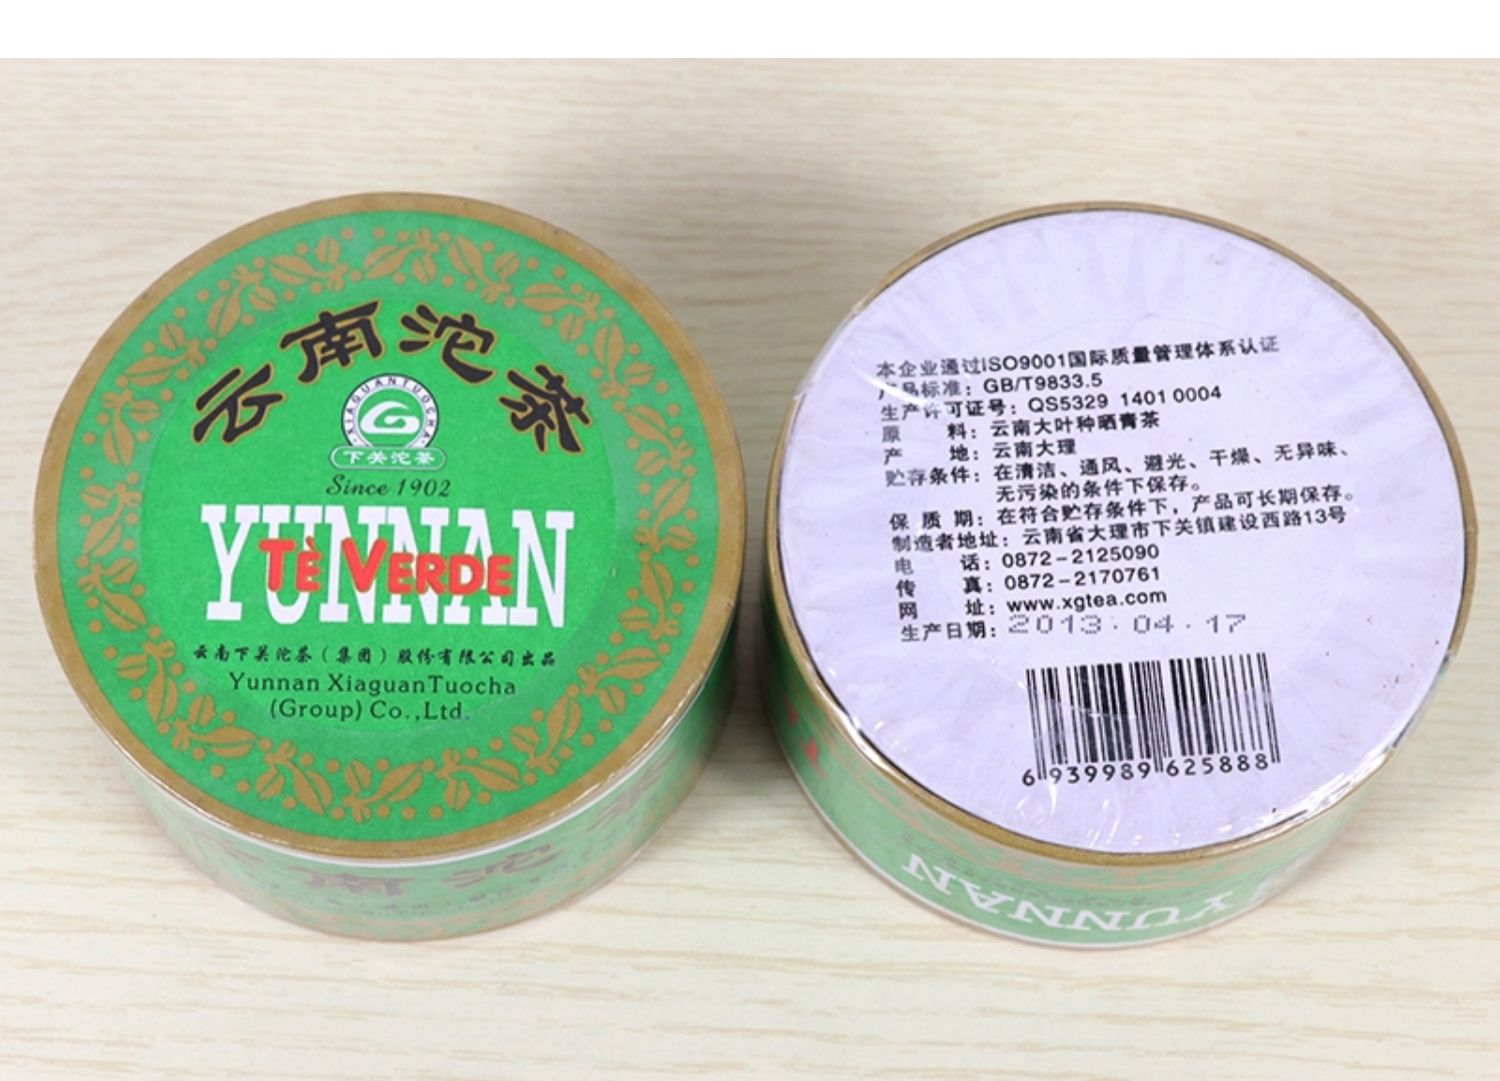 云南沱茶
XIAGUANTUOCHA
下关沱茶
Since 1902
YUNNAN
TÈ VERDE
云南下关沱茶（集团）股份有限公司出品
Yunnan XiaguanTuocha
(Group) Co.,Ltd.
南 沱
本企业通过ISO9001国际质量管理体系认证
产品标准：GB/T9833.5
生产许可证号：QS5329 1401 0004
原 料：云南大叶种晒青茶
产 地：云南大理
贮存条件：在清洁、通风、避光、干燥、无异味、
无污染的条件下保存。
保 质 期：在符合贮存条件下，产品可长期保存。
制造者地址：云南省大理市下关镇建设西路13号
电 话：0872-2125090
传 真：0872-2170761
网 址：www.xgtea.com
生产日期：2013.04.17
6 939989 625888
YUNNAN